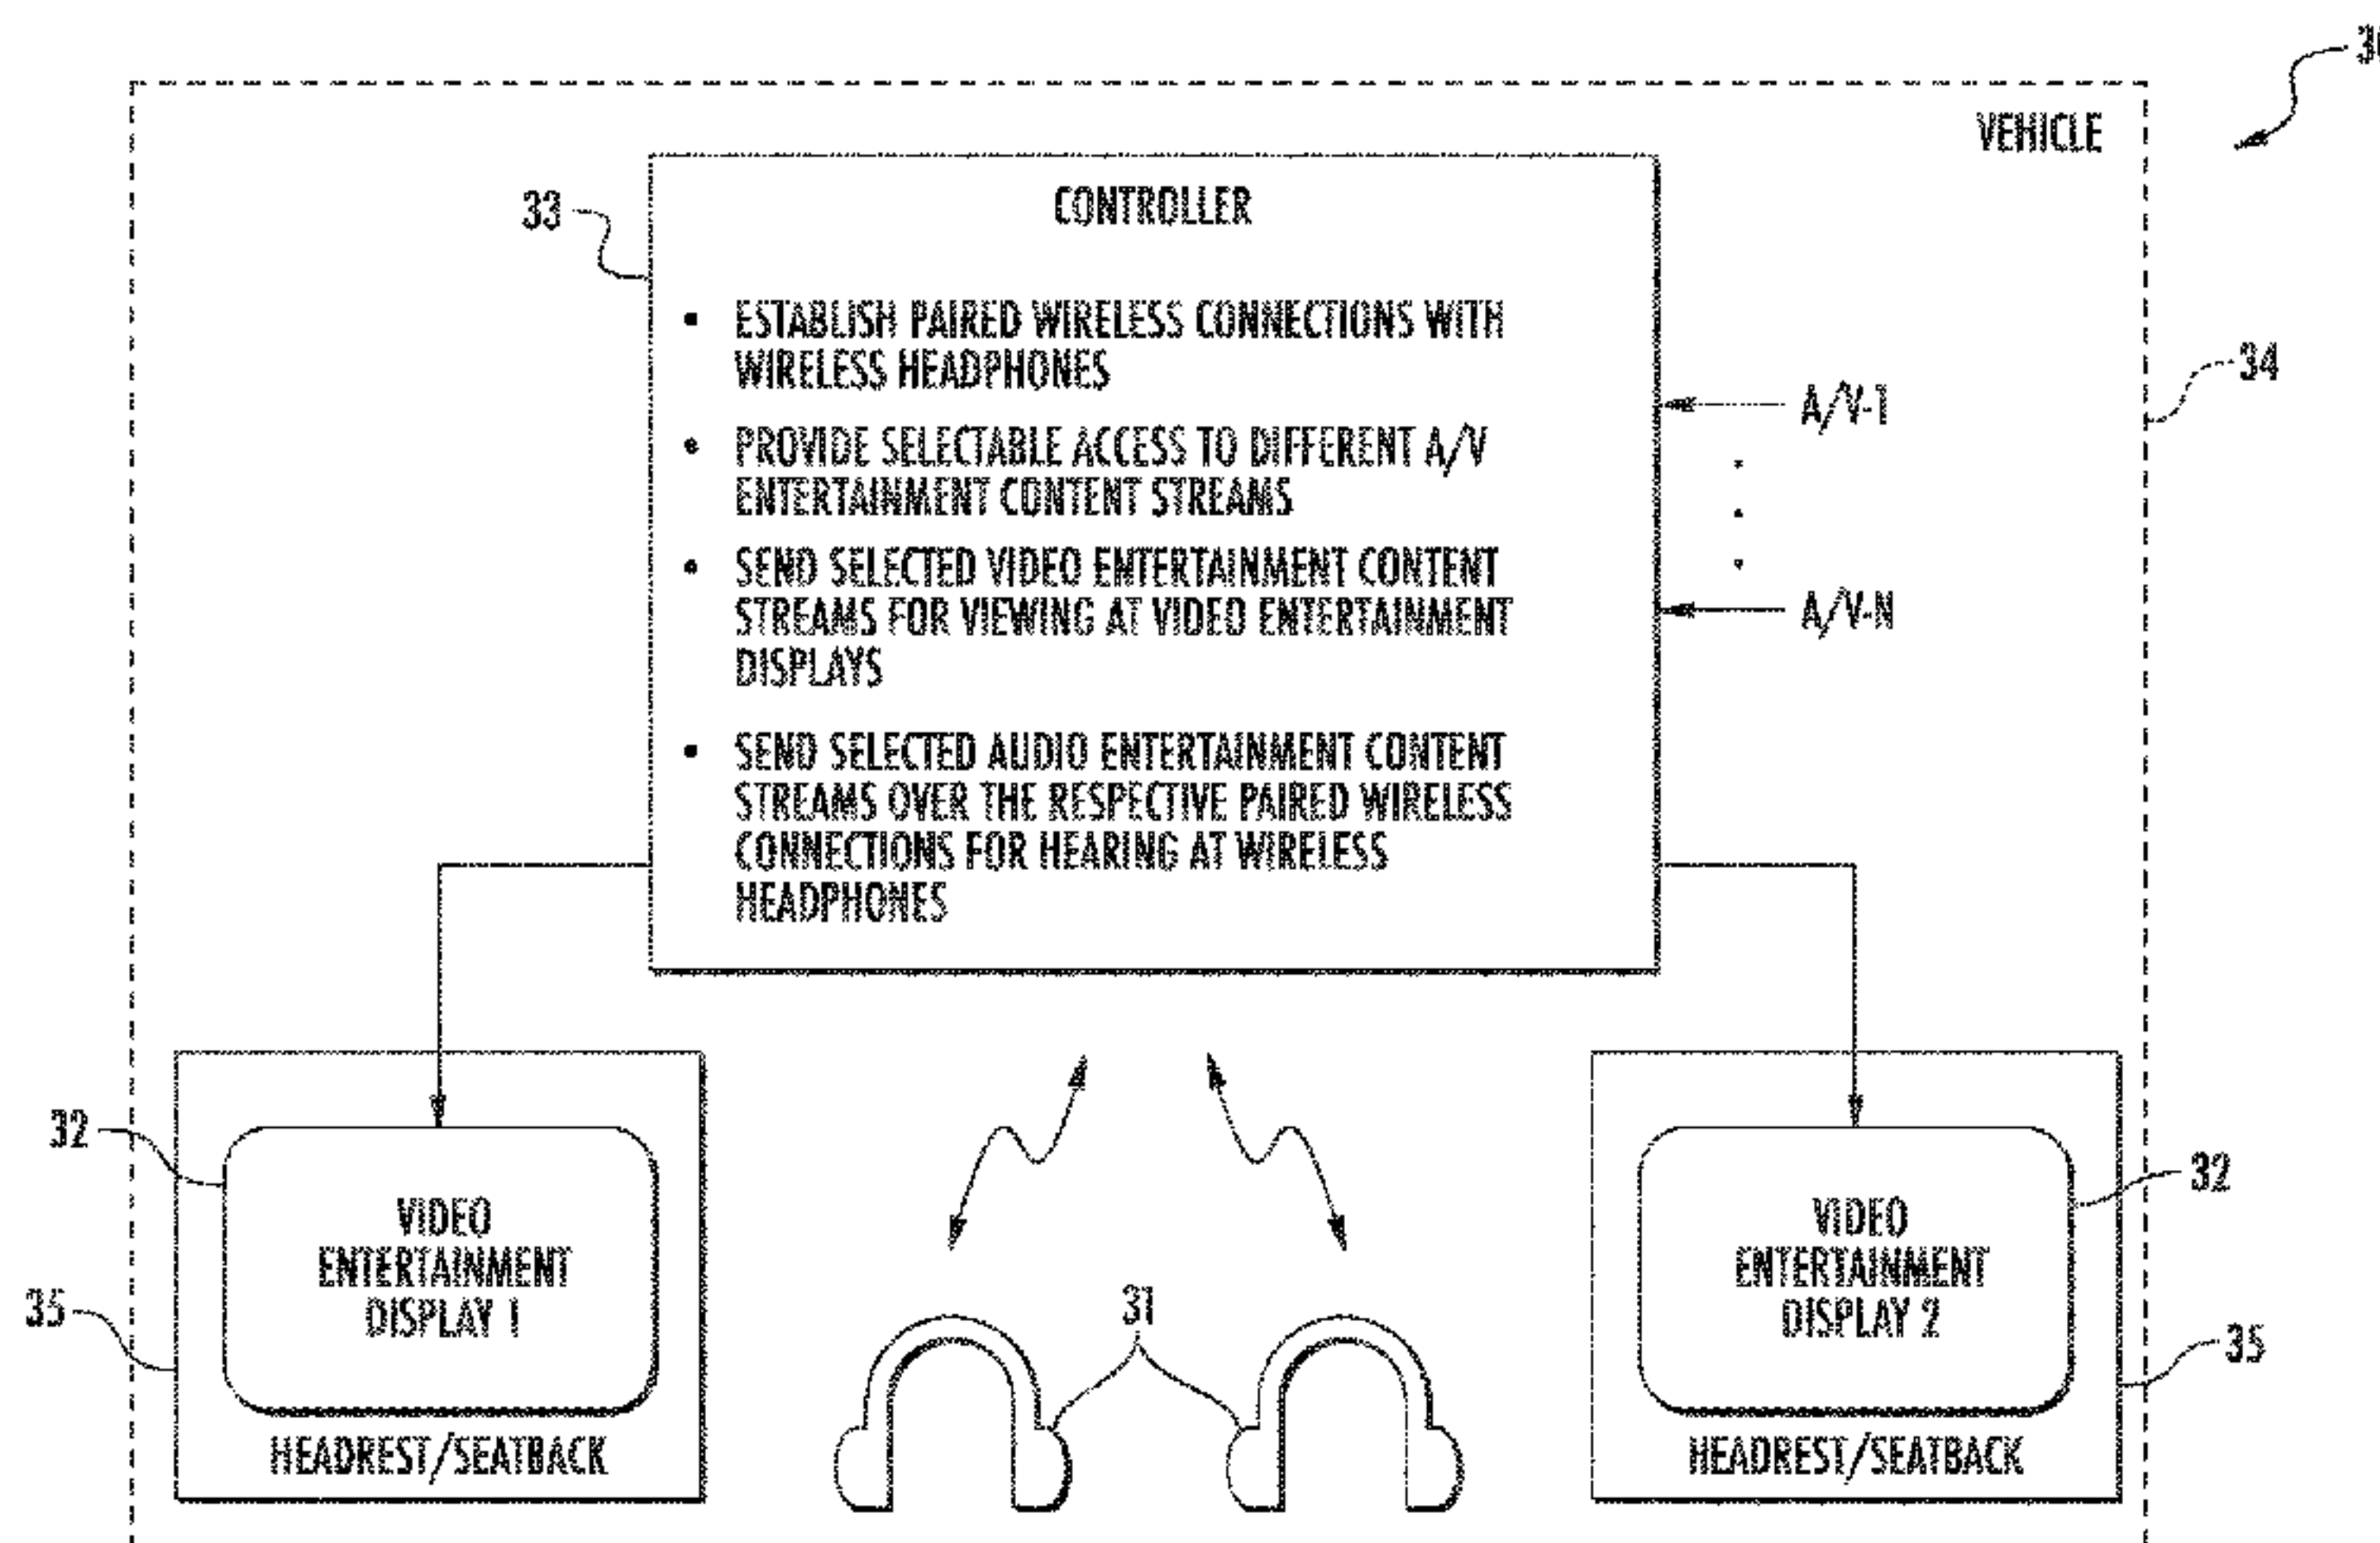 VEHICLE
33
CONTROLLER
• ESTABLISH PAIRED WIRELESS CONNECTIONS WITH
WIRELESS HEADPHONES
• PROVIDE SELECTABLE ACCESS TO DIFFERENT A/V
ENTERTAINMENT CONTENT STREAMS
• SEND SELECTED VIDEO ENTERTAINMENT CONTENT
STREAMS FOR VIEWING AT VIDEO ENTERTAINMENT
DISPLAYS
• SEND SELECTED AUDIO ENTERTAINMENT CONTENT
STREAMS OVER THE RESPECTIVE PAIRED WIRELESS
CONNECTIONS FOR HEARING AT WIRELESS
HEADPHONES
34
A/V-1
A/V-N
32
VIDEO
ENTERTAINMENT
DISPLAY 1
35
HEADREST/SEATBACK
31
32
VIDEO
ENTERTAINMENT
DISPLAY 2
35
HEADREST/SEATBACK